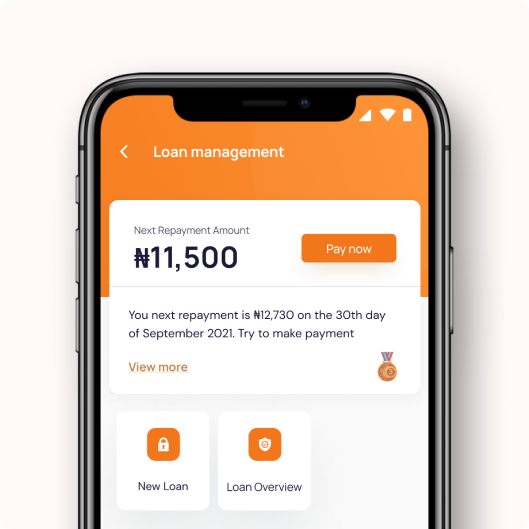 Loan management
Next Repayment Amount
₦11,500
Pay now
You next repayment is ₦12,730 on the 30th day
of September 2021. Try to make payment
View more
3
New Loan
Loan Overview